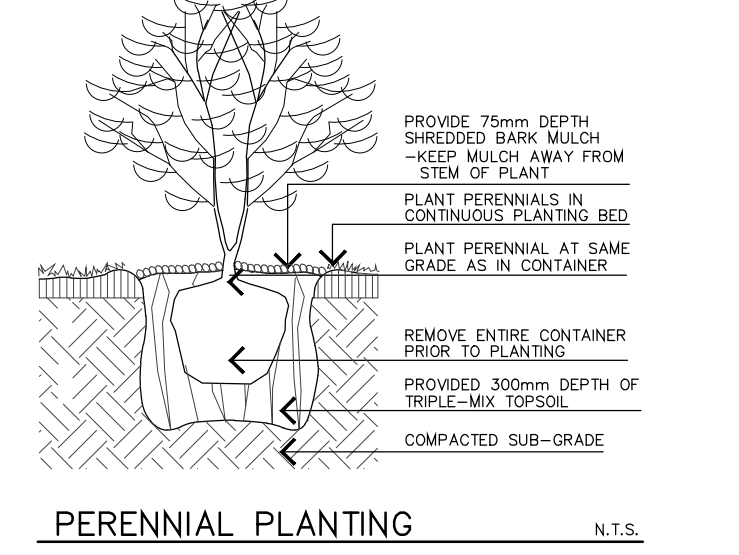 PROVIDE 75mm DEPTH
SHREDDED BARK MULCH
-KEEP MULCH AWAY FROM
STEM OF PLANT
PLANT PERENNIALS IN
CONTINUOUS PLANTING BED
PLANT PERENNIAL AT SAME
GRADE AS IN CONTAINER
REMOVE ENTIRE CONTAINER
PRIOR TO PLANTING
PROVIDED 300mm DEPTH OF
TRIPLE-MIX TOPSOIL
COMPACTED SUB-GRADE
PERENNIAL PLANTING
N.T.S.